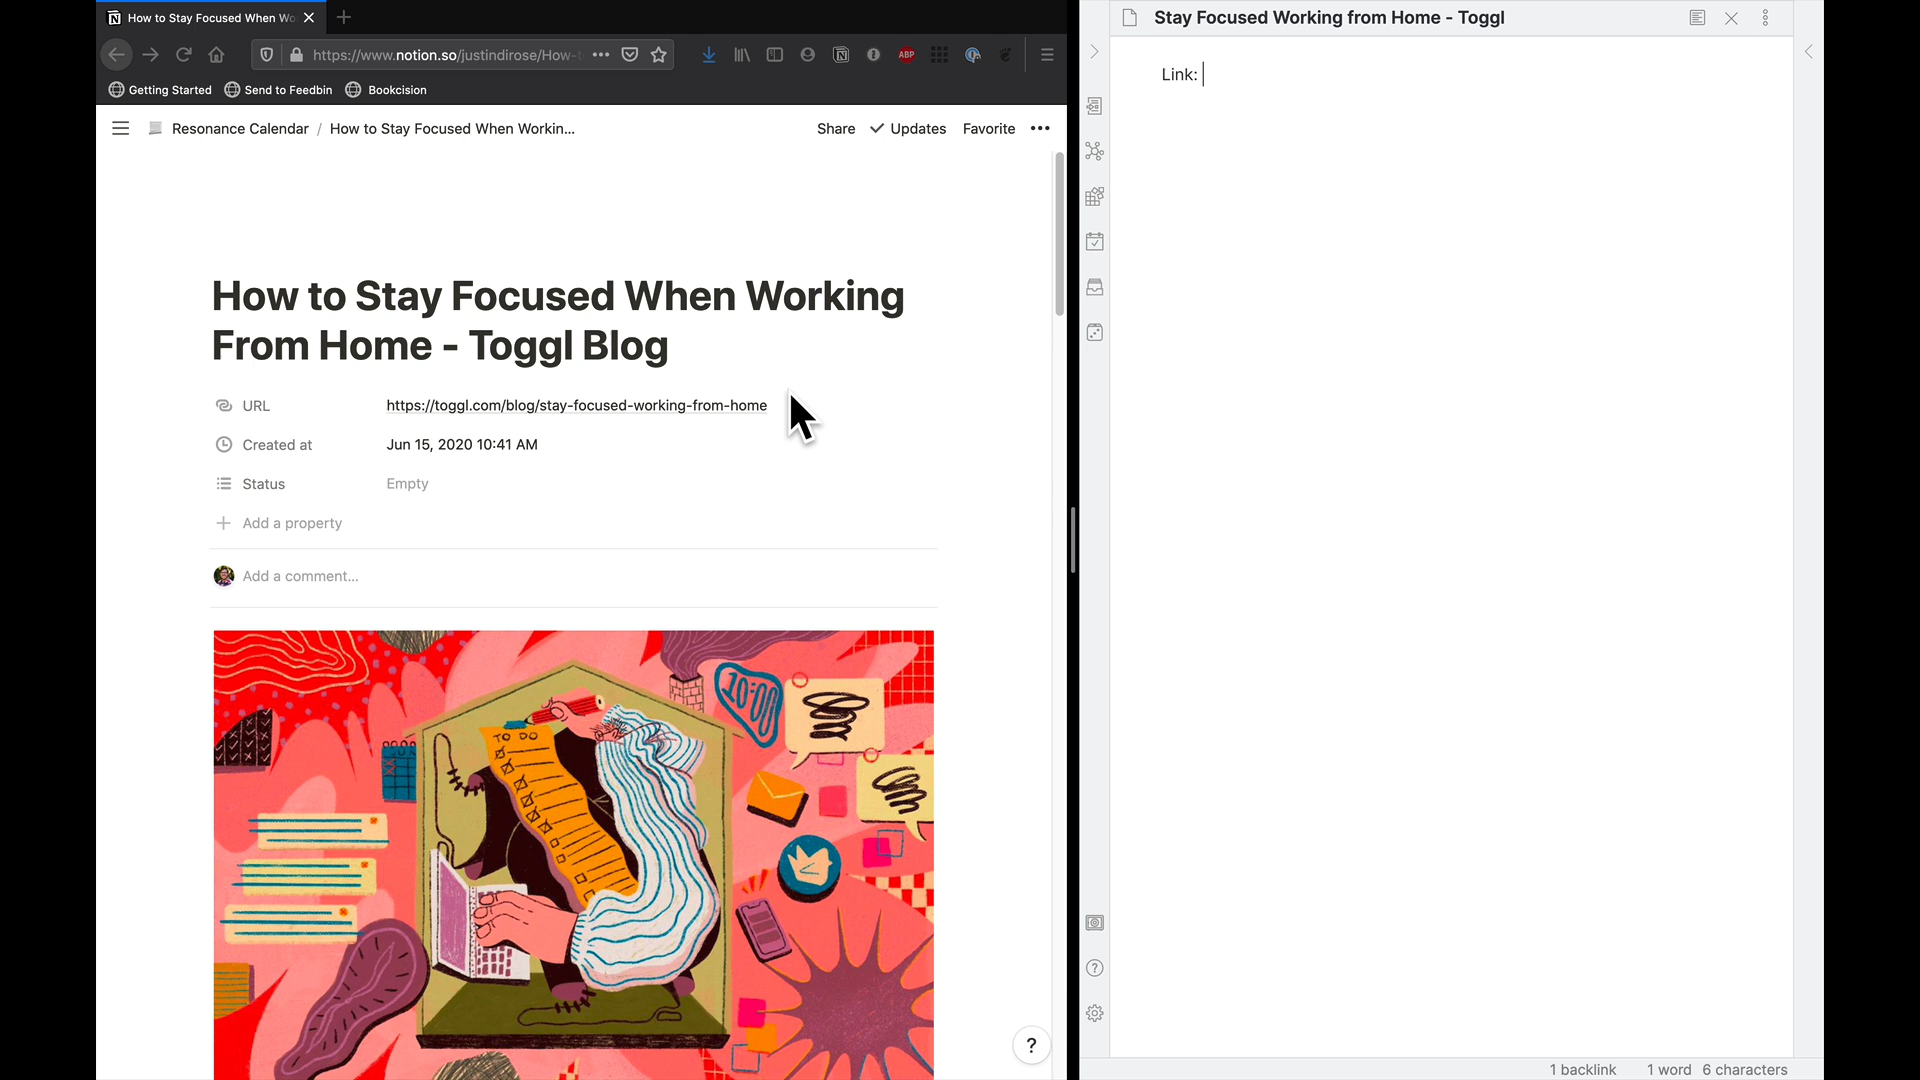 How to Stay Focused When Wo
https://www.notion.so/justindirose/How-t
ABP
Getting Started
Send to Feedbin
Bookcision
Resonance Calendar / How to Stay Focused When Workin...
Share
Updates
Favorite
How to Stay Focused When Working
From Home - Toggl Blog
URL
https://toggl.com/blog/stay-focused-working-from-home
Created at
Jun 15, 2020 10:41 AM
Status
Empty
Add a property
Add a comment...
TO DO
10:00
?
Stay Focused Working from Home - Toggl
Link:
1 backlink
1 word
6 characters